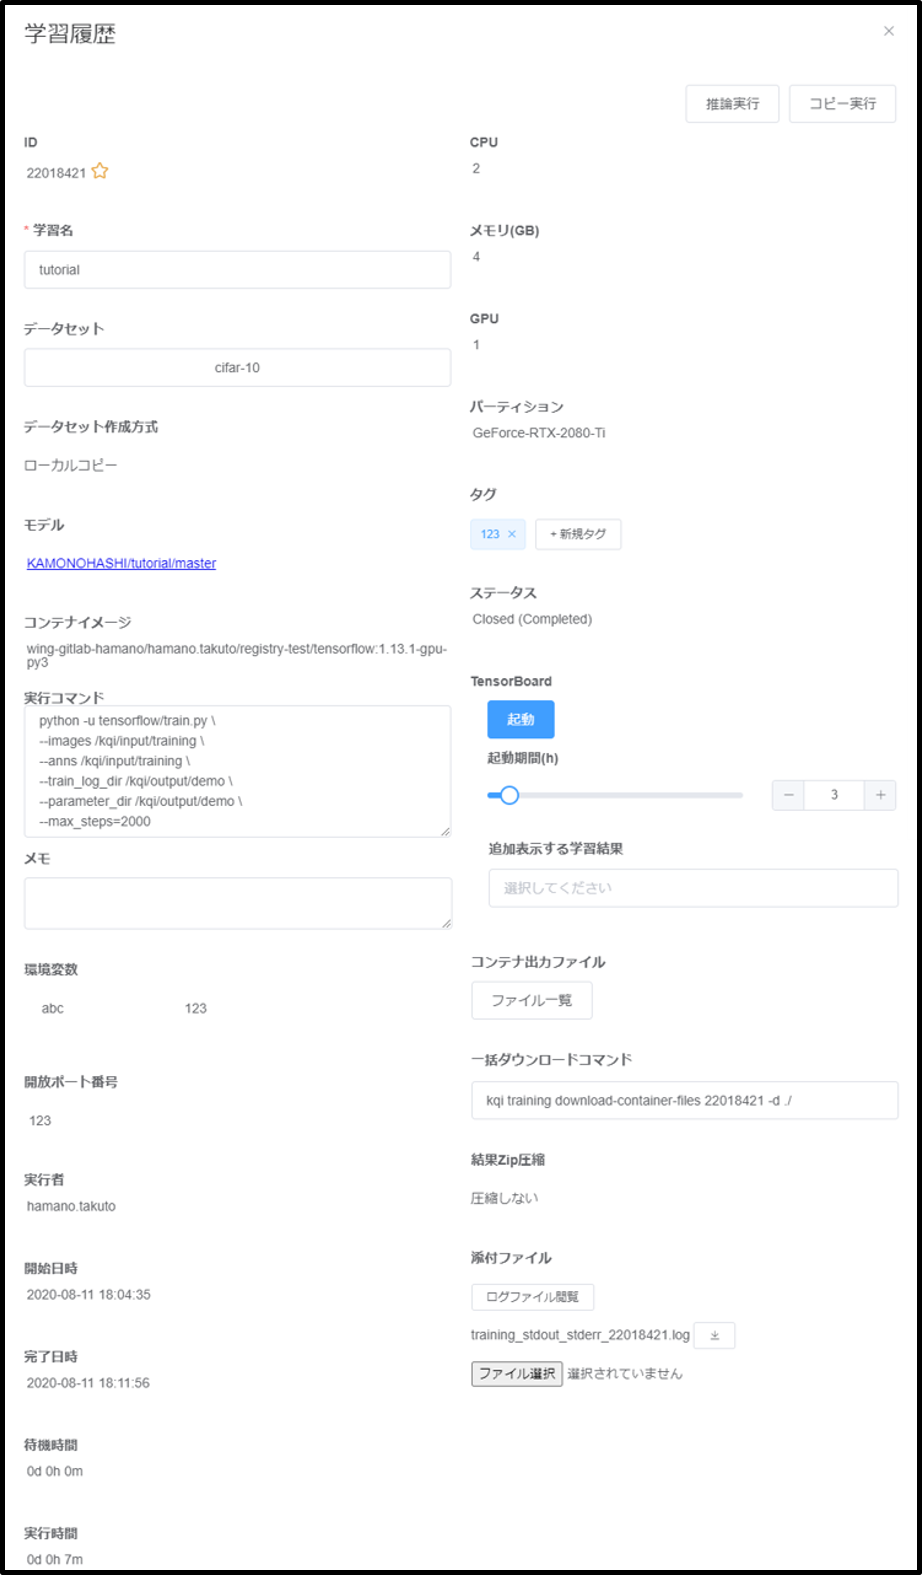 学習履歴
×
推論実行
コピー実行
ID
22018421
* 学習名
tutorial
データセット
cifar-10
データセット作成方式
ローカルコピー
モデル
KAMONOHASHI/tutorial/master
コンテナイメージ
wing-gitlab-hamano/hamano.takuto/registry-test/tensorflow:1.13.1-gpu-
py3
実行コマンド
python -u tensorflow/train.py \
--images /kqi/input/training \
--anns /kqi/input/training \
--train_log_dir /kqi/output/demo \
--parameter_dir /kqi/output/demo \
--max_steps=2000
メモ
環境変数
abc 123
開放ポート番号
123
実行者
hamano.takuto
開始日時
2020-08-11 18:04:35
完了日時
2020-08-11 18:11:56
待機時間
0d 0h 0m
実行時間
0d 0h 7m
CPU
2
メモリ(GB)
4
GPU
1
パーティション
GeForce-RTX-2080-Ti
タグ
123 × + 新規タグ
ステータス
Closed (Completed)
TensorBoard
起動
起動期間(h)
− 3 +
追加表示する学習結果
選択してください
コンテナ出力ファイル
ファイル一覧
一括ダウンロードコマンド
kqi training download-container-files 22018421 -d ./
結果Zip圧縮
圧縮しない
添付ファイル
ログファイル閲覧
training_stdout_stderr_22018421.log
ファイル選択 選択されていません